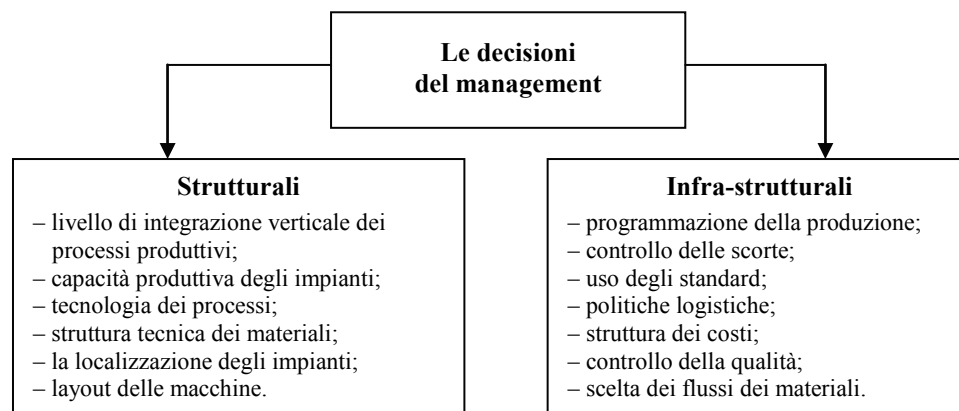 Le decisioni
del management
Strutturali
– livello di integrazione verticale dei
processi produttivi;
– capacità produttiva degli impianti;
– tecnologia dei processi;
– struttura tecnica dei materiali;
– la localizzazione degli impianti;
– layout delle macchine.
Infra-strutturali
– programmazione della produzione;
– controllo delle scorte;
– uso degli standard;
– politiche logistiche;
– struttura dei costi;
– controllo della qualità;
– scelta dei flussi dei materiali.